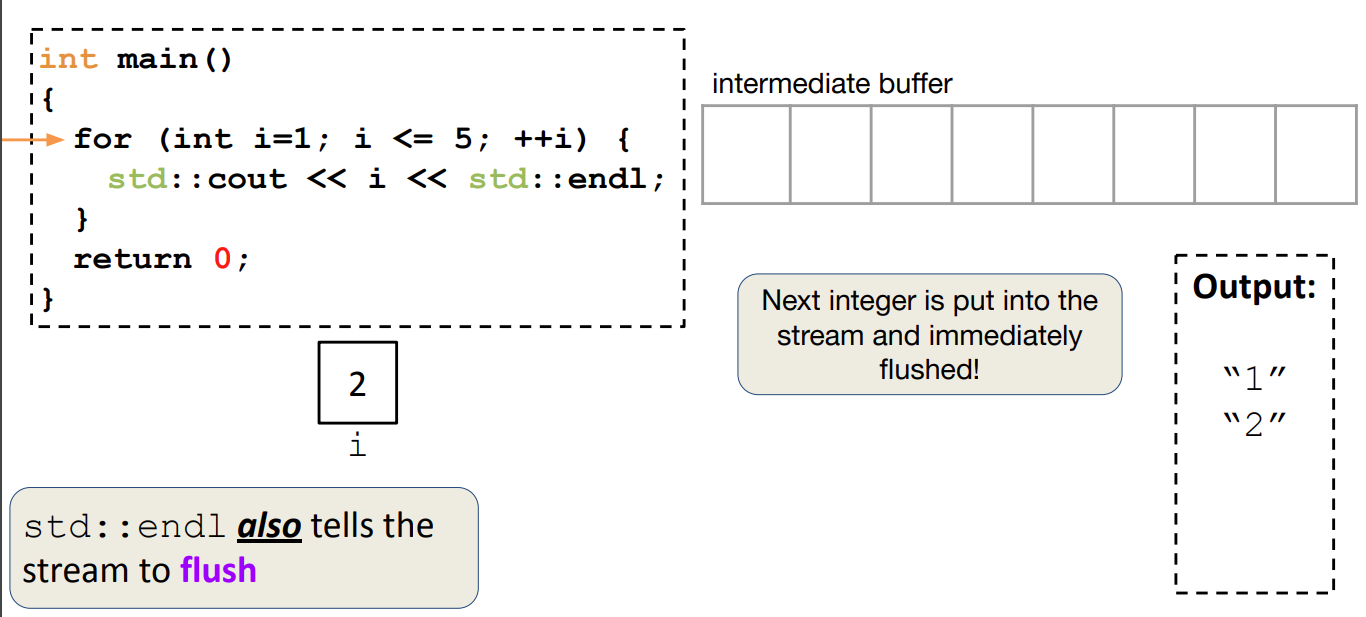 int main()
{
for (int i=1; i <= 5; ++i) {
std::cout << i << std::endl;
}
return 0;
}
intermediate buffer
Next integer is put into the
stream and immediately
flushed!
Output:
“1”
“2”
2
i
std::endl also tells the
stream to flush